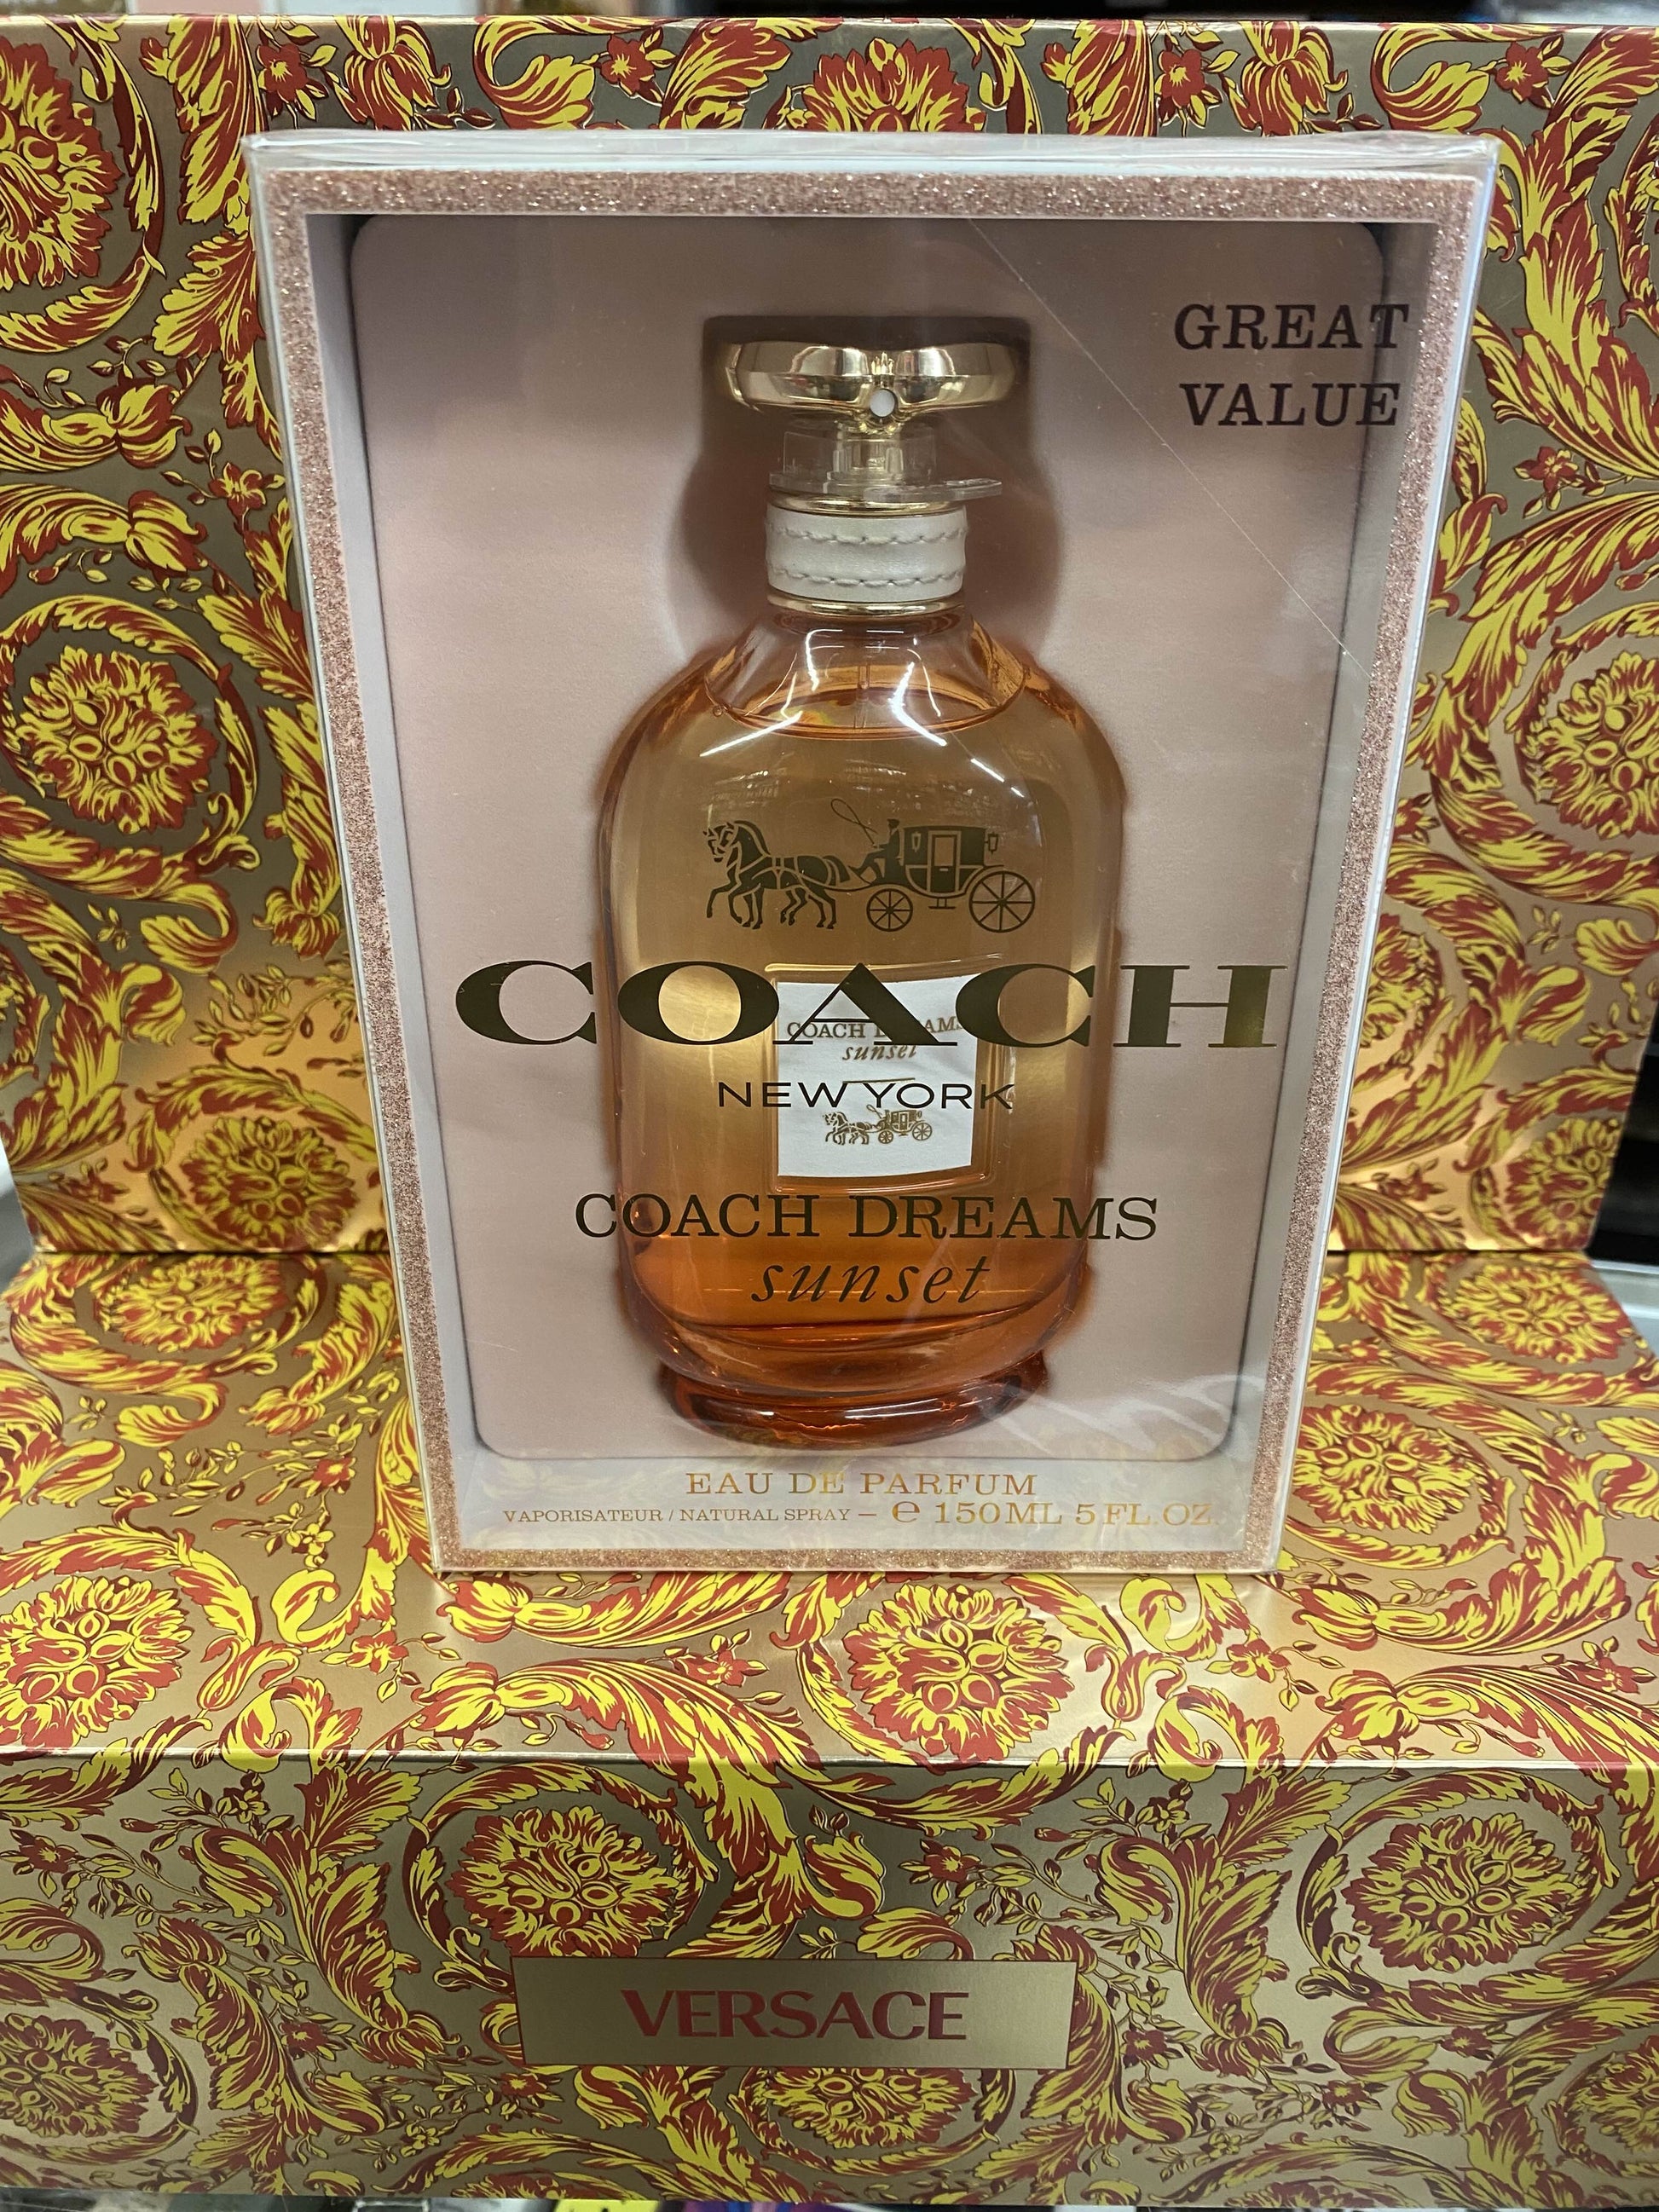 GREAT
VALUE
COACH
COACH DREAMS
sunset
NEW YORK
COACH DREAMS
sunset
EAU DE PARFUM
VAPORISATEUR / NATURAL SPRAY – ℮ 150ML 5 FL.OZ.
VERSACE